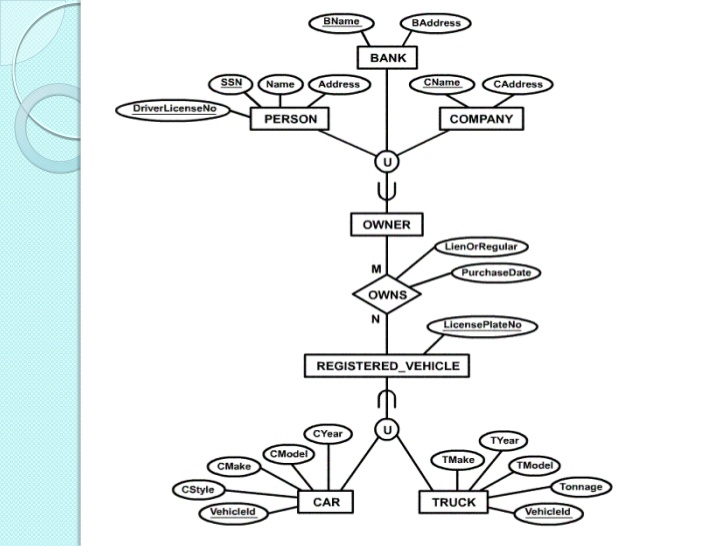 BName
BAddress
BANK
SSN
Name
Address
CName
CAddress
DriverLicenseNo
PERSON
COMPANY
U
OWNER
LienOrRegular
M
PurchaseDate
OWNS
N
LicensePlateNo
REGISTERED_VEHICLE
U
CYear
TYear
CModel
TMake
CMake
TModel
CStyle
Tonnage
CAR
TRUCK
VehicleId
VehicleId